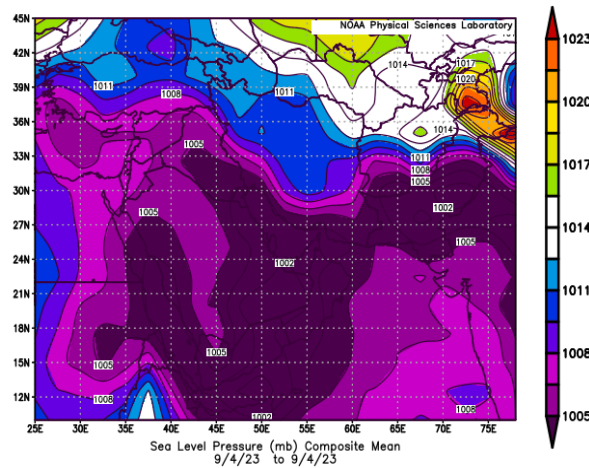 NOAA Physical Sciences Laboratory
45N
42N
39N
36N
33N
30N
27N
24N
21N
18N
15N
12N
1011
1008
1005
1014
1011
1017
1020
1014
1011
1008
1005
1002
1005
1005
1002
1005
1005
1008
1008
1002
25E 30E 35E 40E 45E 50E 55E 60E 65E 70E 75E
1023
1020
1017
1014
1011
1008
1005
Sea Level Pressure (mb) Composite Mean
9/4/23 to 9/4/23